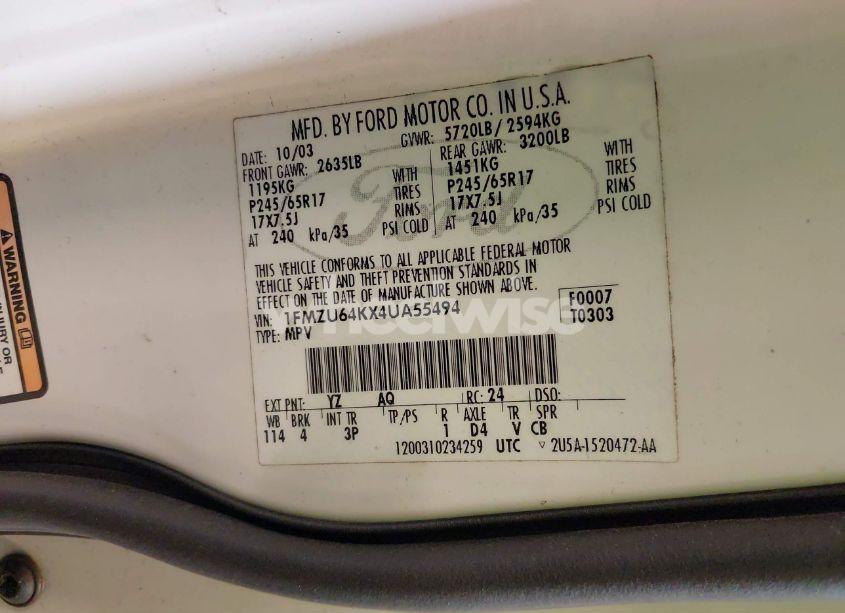 MFD. BY FORD MOTOR CO. IN U.S.A.
DATE: 10/03 GVWR: 5720LB/ 2594KG
FRONT GAWR: 2635LB REAR GAWR: 3200LB
1195KG WITH 1451KG WITH
P245/65R17 TIRES P245/65R17 TIRES
17X7.5J RIMS 17X7.5J RIMS
AT 240 kPa/35 PSI COLD AT 240 kPa/35 PSI COLD
Ford
THIS VEHICLE CONFORMS TO ALL APPLICABLE FEDERAL MOTOR
VEHICLE SAFETY AND THEFT PREVENTION STANDARDS IN
EFFECT ON THE DATE OF MANUFACTURE SHOWN ABOVE.
VIN: 1FMZU64KX4UA55494 F0007
TYPE: MPV T0303
wheelwise
EXT PNT: YZ AQ RC: 24 DSO:
WB BRK INT TR TP/PS R AXLE TR SPR
114 4 3P 1 D4 V CB
1200310234259 UTC 2U5A-1520472-AA
WARNING
INJURY OR